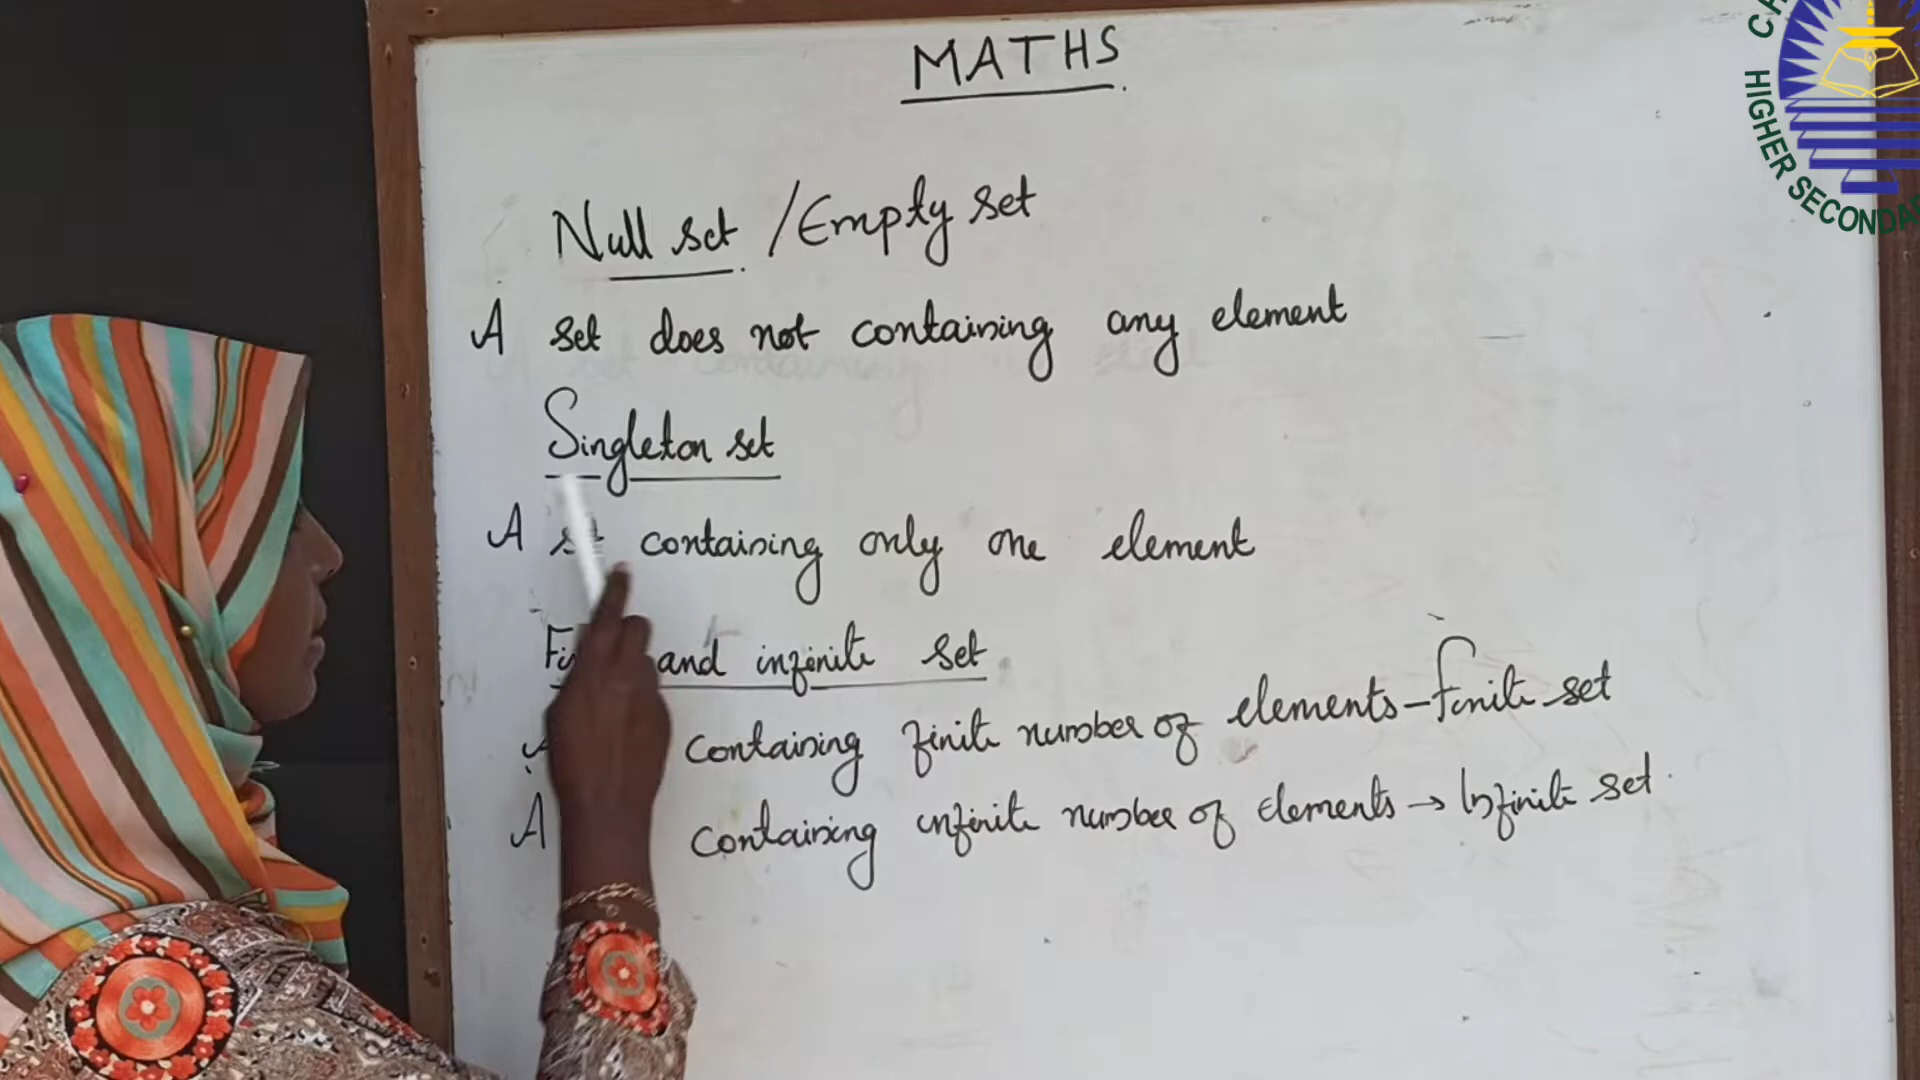 MATHS.
Null set. / Empty set
A set does not containing any element
Singleton set
A containing only one element
and infinite set
containing finite number of elements - finite set
A containing infinite number of elements → Infinite set.
HIGHER